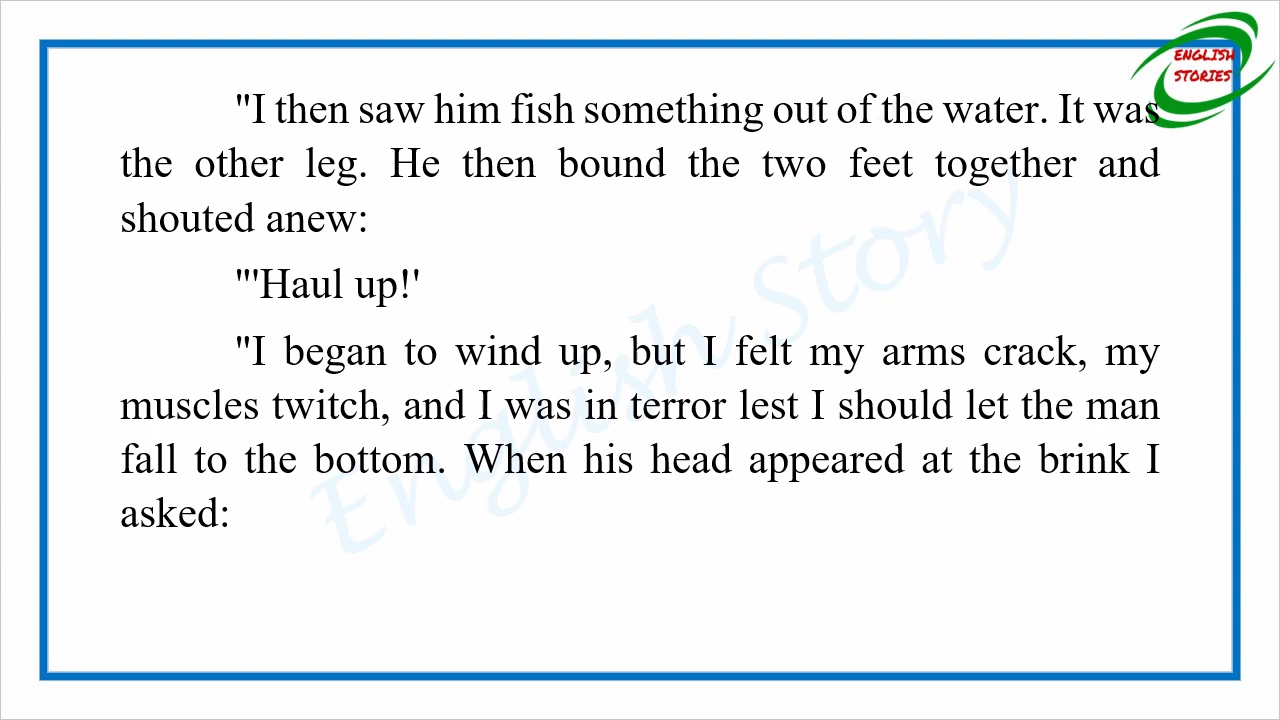 ENGLISH
STORIES
"I then saw him fish something out of the water. It was
the other leg. He then bound the two feet together and
shouted anew:
"'Haul up!'
"I began to wind up, but I felt my arms crack, my
muscles twitch, and I was in terror lest I should let the man
fall to the bottom. When his head appeared at the brink I
asked:
English Story